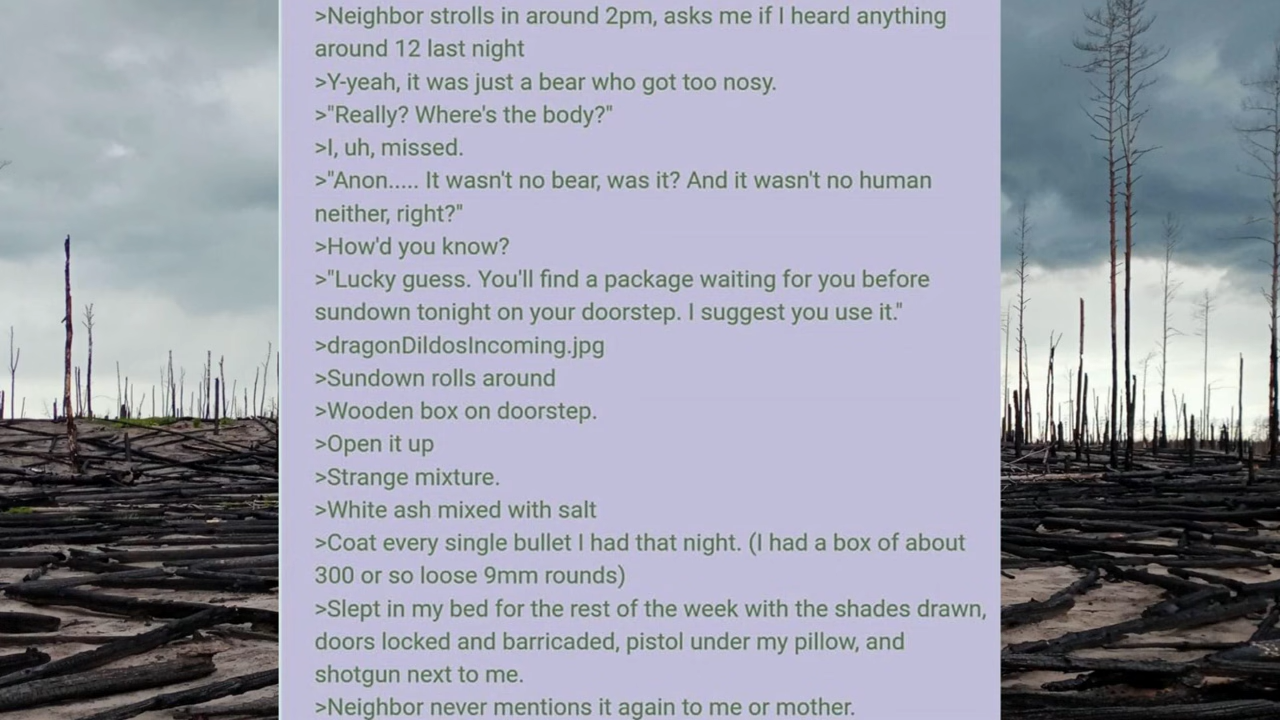 >Neighbor strolls in around 2pm, asks me if I heard anything
around 12 last night
>Y-yeah, it was just a bear who got too nosy.
>"Really? Where's the body?"
>I, uh, missed.
>"Anon..... It wasn't no bear, was it? And it wasn't no human
neither, right?"
>How'd you know?
>"Lucky guess. You'll find a package waiting for you before
sundown tonight on your doorstep. I suggest you use it."
>dragonDildosIncoming.jpg
>Sundown rolls around
>Wooden box on doorstep.
>Open it up
>Strange mixture.
>White ash mixed with salt
>Coat every single bullet I had that night. (I had a box of about
300 or so loose 9mm rounds)
>Slept in my bed for the rest of the week with the shades drawn,
doors locked and barricaded, pistol under my pillow, and
shotgun next to me.
>Neighbor never mentions it again to me or mother.